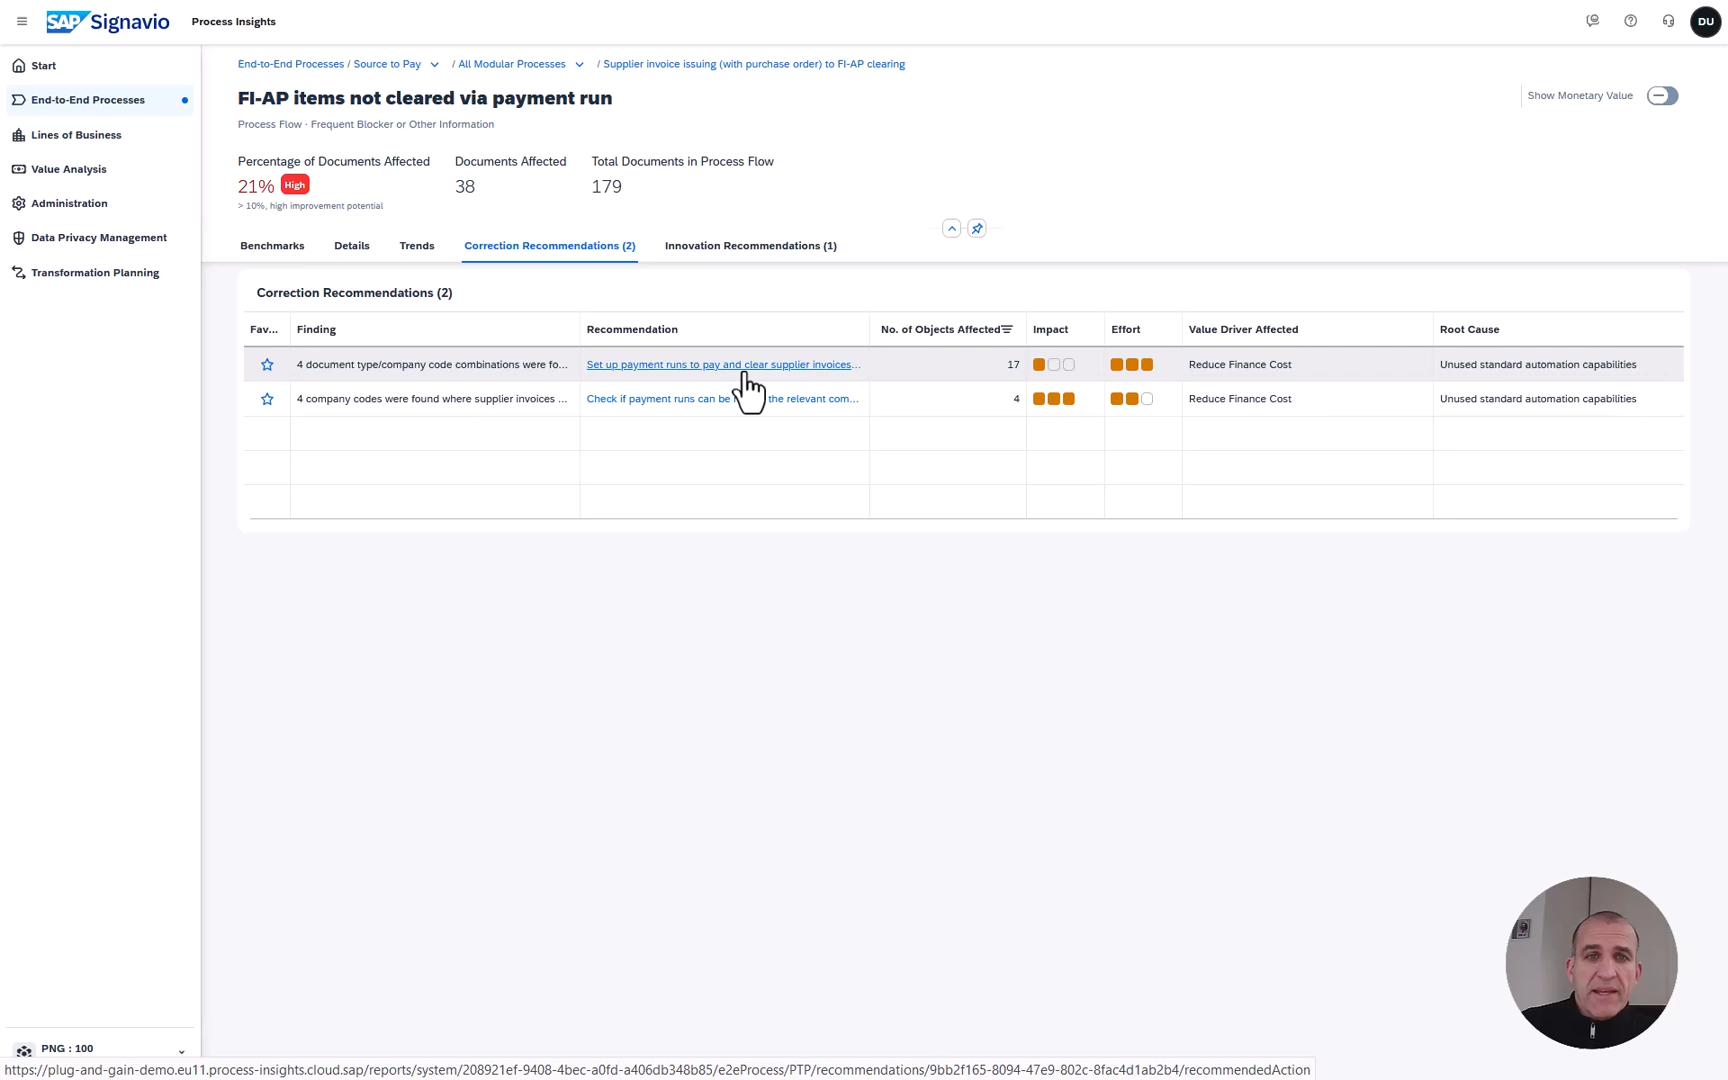 SAP Signavio Process Insights
DU
Start
End-to-End Processes
Lines of Business
Value Analysis
Administration
Data Privacy Management
Transformation Planning
End-to-End Processes / Source to Pay / All Modular Processes / Supplier invoice issuing (with purchase order) to FI-AP clearing
FI-AP items not cleared via payment run
Show Monetary Value
Process Flow · Frequent Blocker or Other Information
Percentage of Documents Affected Documents Affected Total Documents in Process Flow
21% High 38 179
> 10%, high improvement potential
Benchmarks Details Trends Correction Recommendations (2) Innovation Recommendations (1)
Correction Recommendations (2)
Fav... Finding Recommendation No. of Objects Affected Impact Effort Value Driver Affected Root Cause
4 document type/company code combinations were fo... Set up payment runs to pay and clear supplier invoices... 17 Reduce Finance Cost Unused standard automation capabilities
4 company codes were found where supplier invoices ... Check if payment runs can be the relevant com... 4 Reduce Finance Cost Unused standard automation capabilities
PNG : 100
https://plug-and-gain-demo.eu11.process-insights.cloud.sap/reports/system/208921ef-9408-4bec-a0fd-a406db348b85/e2eProcess/PTP/recommendations/9bb2f165-8094-47e9-802c-8fac4d1ab2b4/recommendedAction